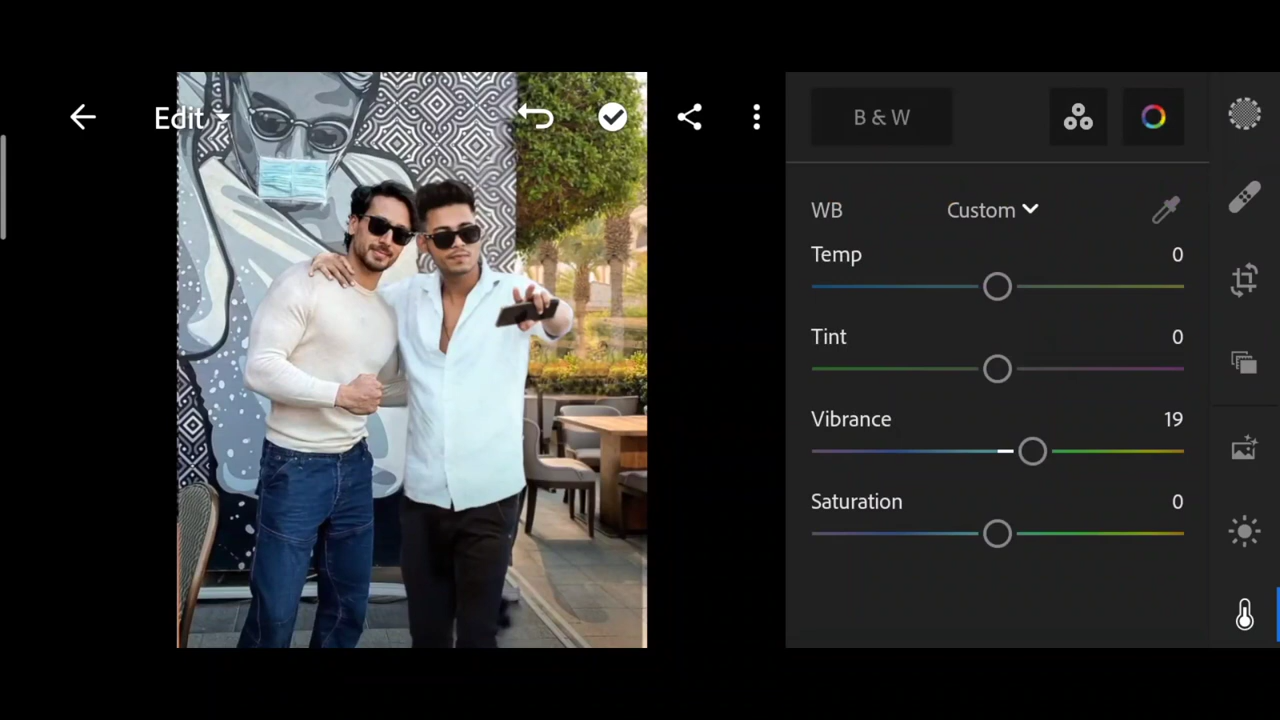 Edit
B & W
WB Custom
Temp 0
Tint 0
Vibrance 19
Saturation 0